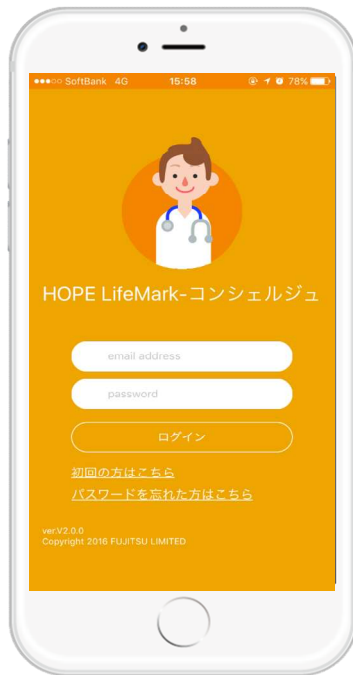 SoftBank 4G 15:58 78%
HOPE LifeMark-コンシェルジュ
email address
password
ログイン
初回の方はこちら
パスワードを忘れた方はこちら
ver.V2.0.0
Copyright 2016 FUJITSU LIMITED